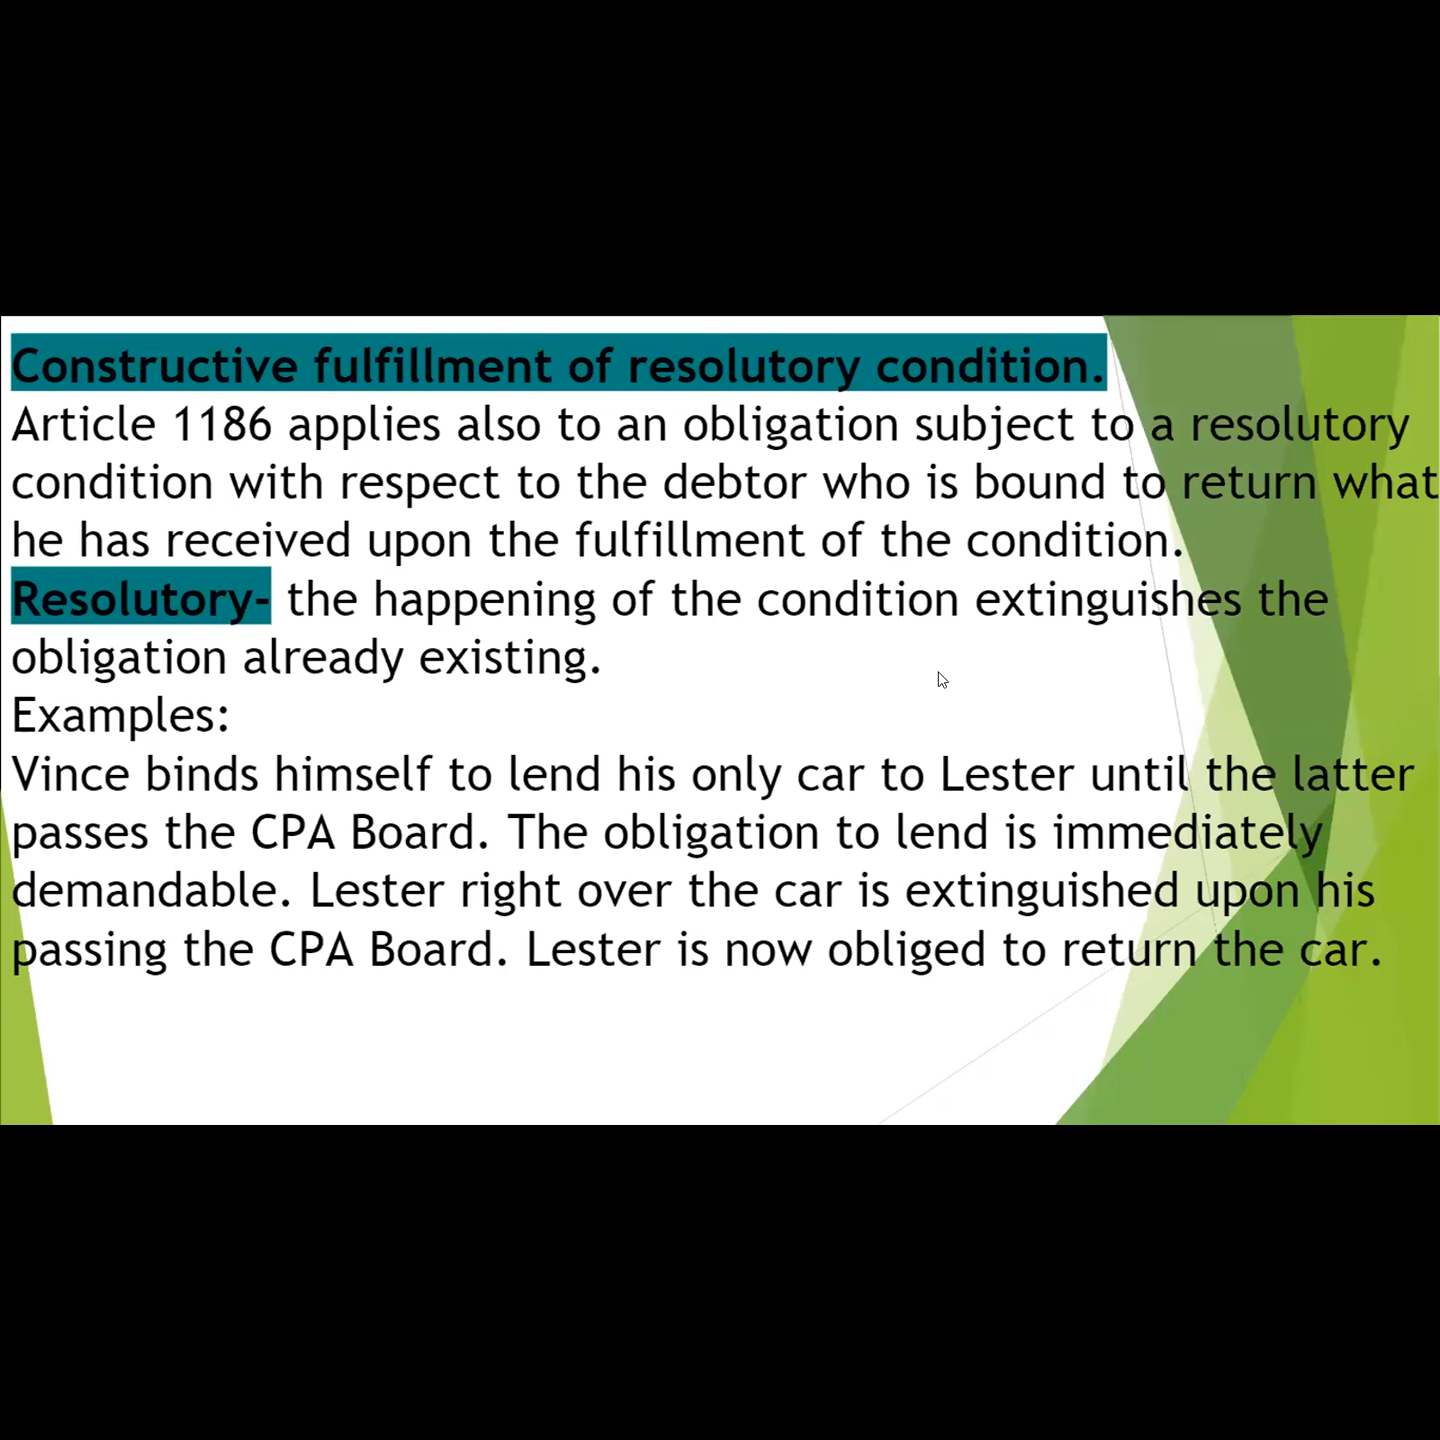 Constructive fulfillment of resolutory condition.
Article 1186 applies also to an obligation subject to a resolutory
condition with respect to the debtor who is bound to return what
he has received upon the fulfillment of the condition.
Resolutory- the happening of the condition extinguishes the
obligation already existing.
Examples:
Vince binds himself to lend his only car to Lester until the latter
passes the CPA Board. The obligation to lend is immediately
demandable. Lester right over the car is extinguished upon his
passing the CPA Board. Lester is now obliged to return the car.